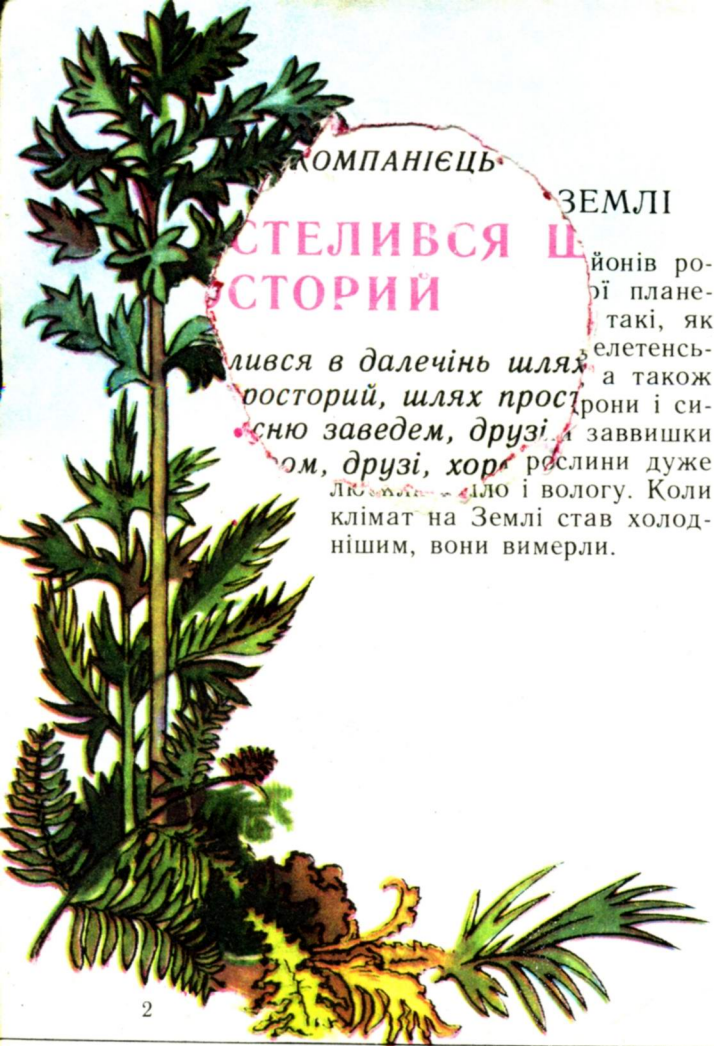 КОМПАНІЄЦЬ
ЗЕМЛІ
СТЕЛИВСЯ Ш
ОСТОРИЙ
йонів ро-
ої плане-
такі, як
елетенсь-
лився в далечінь шлях
а також
росторий, шлях прос
рони і си-
сню заведем, друзі
заввишки
ом, друзі, хор
рослини дуже
ло і вологу. Коли
клімат на Землі став холод-
нішим, вони вимерли.
2